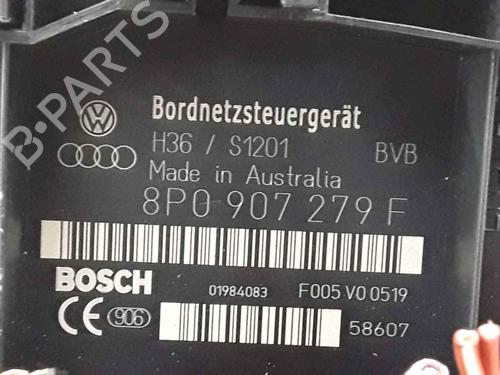 B-PARTS
Bordnetzsteuergerät
H36 / S1201 BVB
Made in Australia
8P0 907 279 F
BOSCH 01984083 F005 V0 0519
CE 906 58607